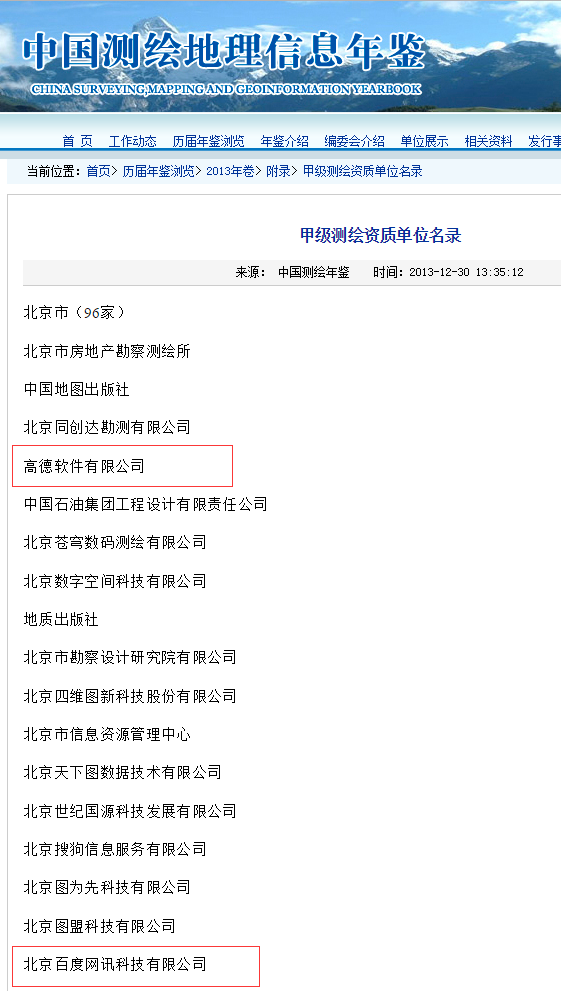 中国测绘地理信息年鉴
CHINA SURVEYING,MAPPING AND GEOINFORMATION YEARBOOK
首 页 工作动态 历届年鉴浏览 年鉴介绍 编委会介绍 单位展示 相关资料 发行事
当前位置：首页> 历届年鉴浏览> 2013年卷> 附录> 甲级测绘资质单位名录
甲级测绘资质单位名录
来源： 中国测绘年鉴 时间：2013-12-30 13:35:12
北京市（96家）
北京市房地产勘察测绘所
中国地图出版社
北京同创达勘测有限公司
高德软件有限公司
中国石油集团工程设计有限责任公司
北京苍穹数码测绘有限公司
北京数字空间科技有限公司
地质出版社
北京市勘察设计研究院有限公司
北京四维图新科技股份有限公司
北京市信息资源管理中心
北京天下图数据技术有限公司
北京世纪国源科技发展有限公司
北京搜狗信息服务有限公司
北京图为先科技有限公司
北京图盟科技有限公司
北京百度网讯科技有限公司